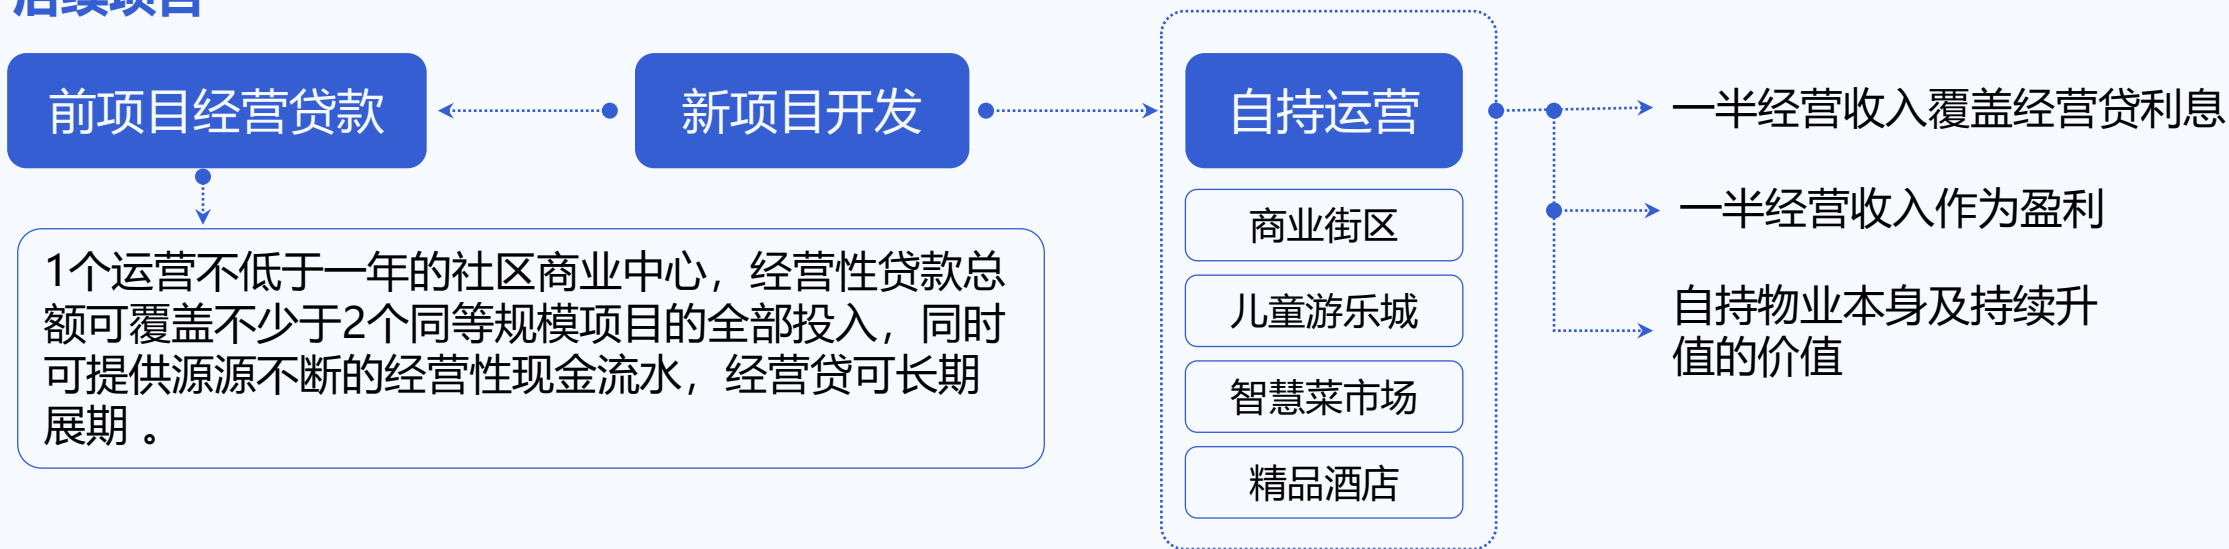 后续项目
前项目经营贷款
新项目开发
自持运营
商业街区
儿童游乐城
智慧菜市场
精品酒店
一半经营收入覆盖经营贷利息
一半经营收入作为盈利
自持物业本身及持续升
值的价值
1个运营不低于一年的社区商业中心，经营性贷款总
额可覆盖不少于2个同等规模项目的全部投入，同时
可提供源源不断的经营性现金流水，经营贷可长期
展期 。